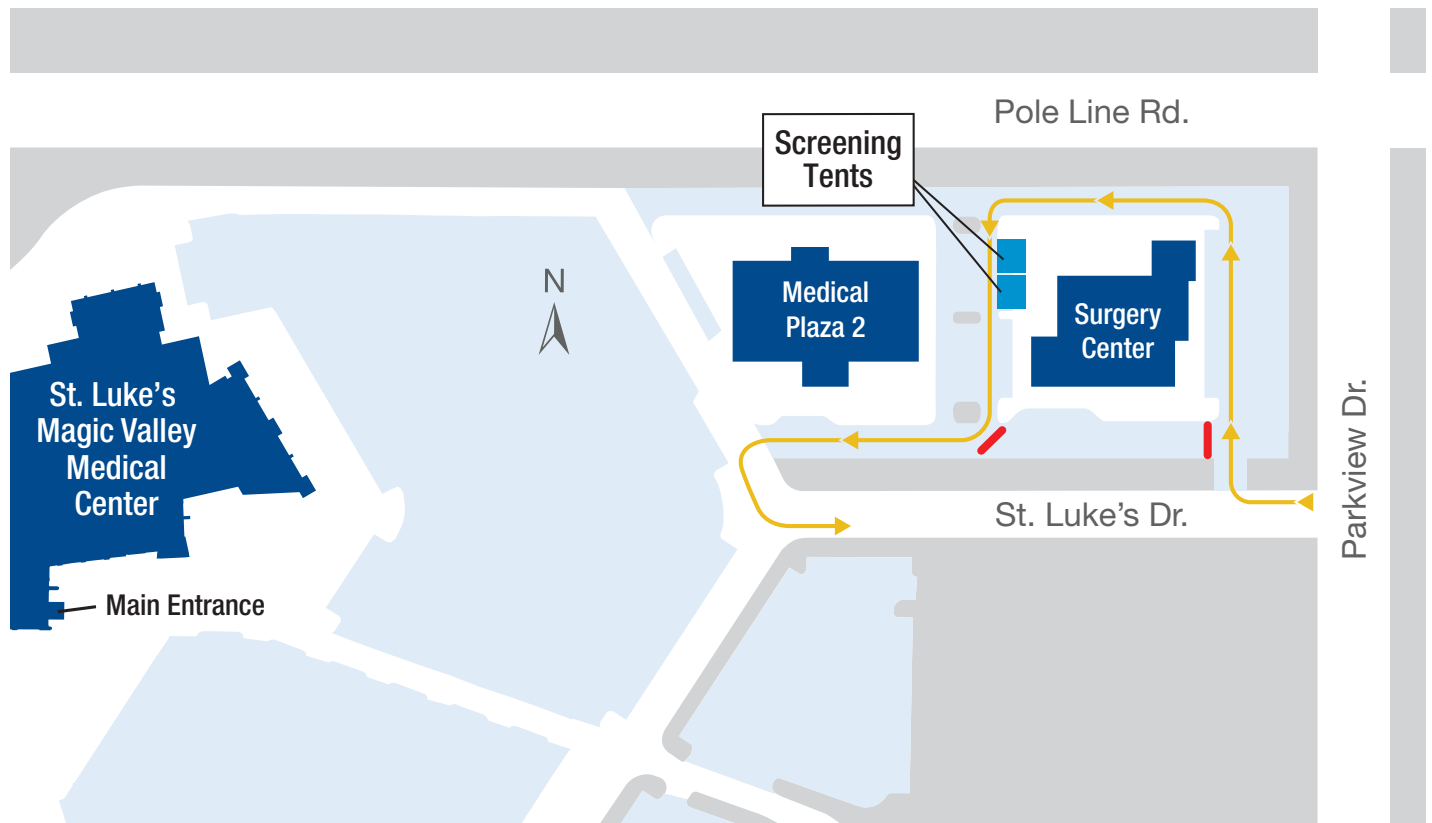 Pole Line Rd.
Screening
Tents
N
Medical
Plaza 2
Surgery
Center
St. Luke’s
Magic Valley
Medical
Center
Parkview Dr.
St. Luke’s Dr.
Main Entrance